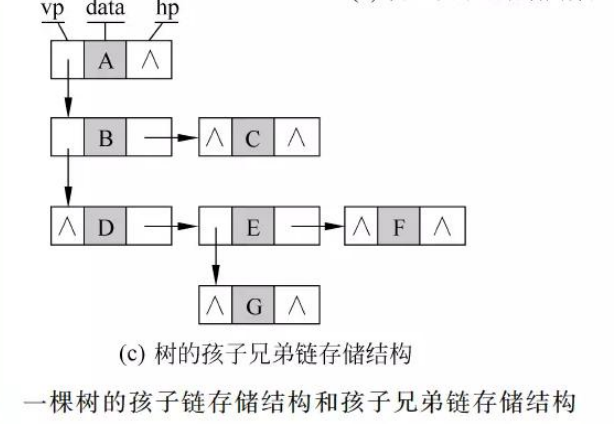 vp data hp
A ∧
B ∧ C ∧
∧ D E ∧ F ∧
∧ G ∧
(c) 树的孩子兄弟链存储结构
一棵树的孩子链存储结构和孩子兄弟链存储结构